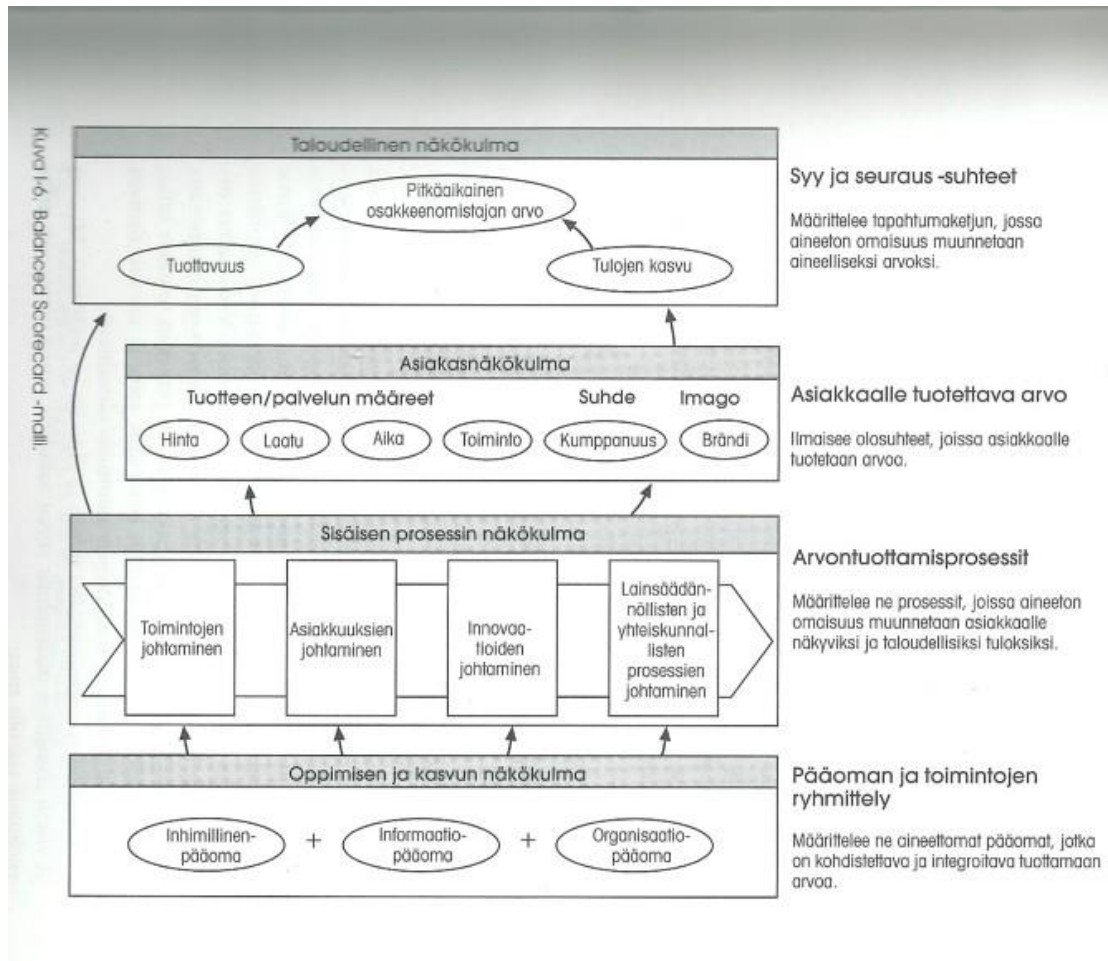 Kuva 1-6. Balanced Scorecard -malli.
Taloudellinen näkökulma
Pitkäaikainen
osakkeenomistajan arvo
Tuottavuus
Tulojen kasvu
Syy ja seuraus -suhteet
Määrittelee tapahtumaketjun, jossa
aineeton omaisuus muunnetaan
aineelliseksi arvoksi.
Asiakasnäkökulma
Tuotteen/palvelun määreet
Suhde
Imago
Hinta
Laatu
Aika
Toiminto
Kumppanuus
Brändi
Asiakkaalle tuotettava arvo
Ilmaisee olosuhteet, joissa asiakkaalle
tuotetaan arvoa.
Sisäisen prosessin näkökulma
Toimintojen
johtaminen
Asiakkuuksien
johtaminen
Innovaa-
tioiden
johtaminen
Lainsäädän-
nöllisten ja
yhteiskunnal-
listen
prosessien
johtaminen
Arvontuottamisprosessit
Määrittelee ne prosessit, joissa aineeton
omaisuus muunnetaan asiakkaalle
näkyviksi ja taloudellisiksi tuloksiksi.
Oppimisen ja kasvun näkökulma
Inhimillinen-
pääoma
+
Informaatio-
pääoma
+
Organisaatio-
pääoma
Pääoman ja toimintojen
ryhmittely
Määrittelee ne aineettomat pääomat, jotka
on kohdistettava ja integroitava tuottamaan
arvoa.